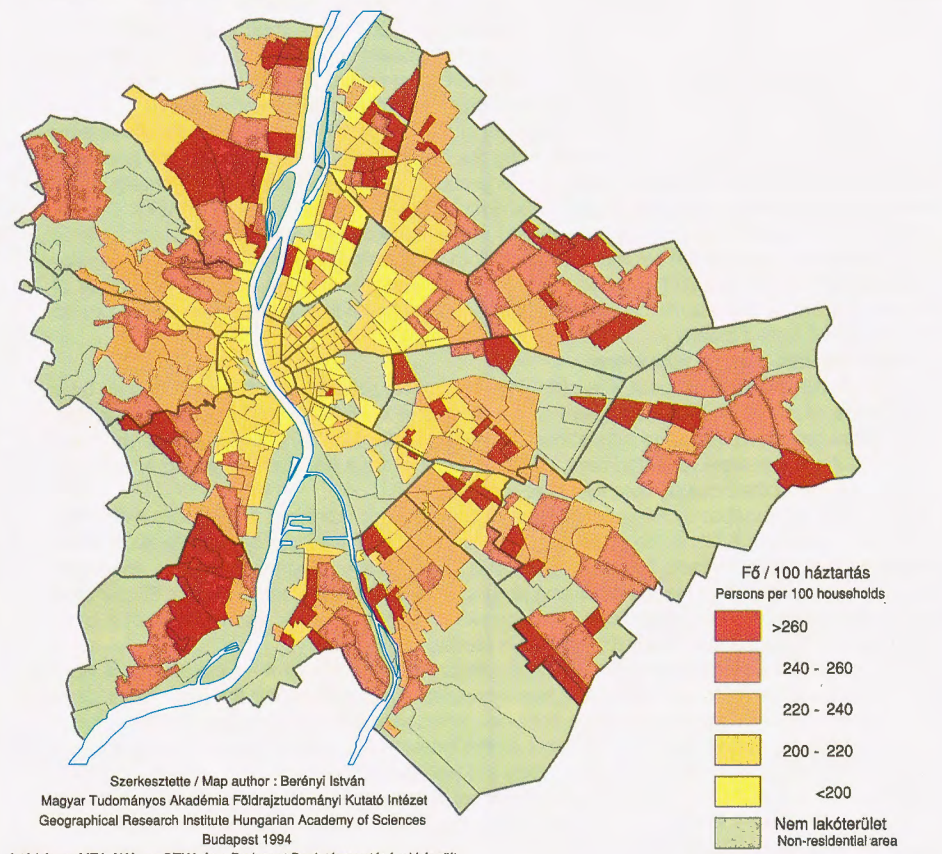 Fő / 100 háztartás
Persons per 100 households
>260
240 - 260
220 - 240
200 - 220
<200
Nem lakóterület
Non-residential area
Szerkesztette / Map author : Berényi István
Magyar Tudományos Akadémia Földrajztudományi Kutató Intézet
Geographical Research Institute Hungarian Academy of Sciences
Budapest 1994